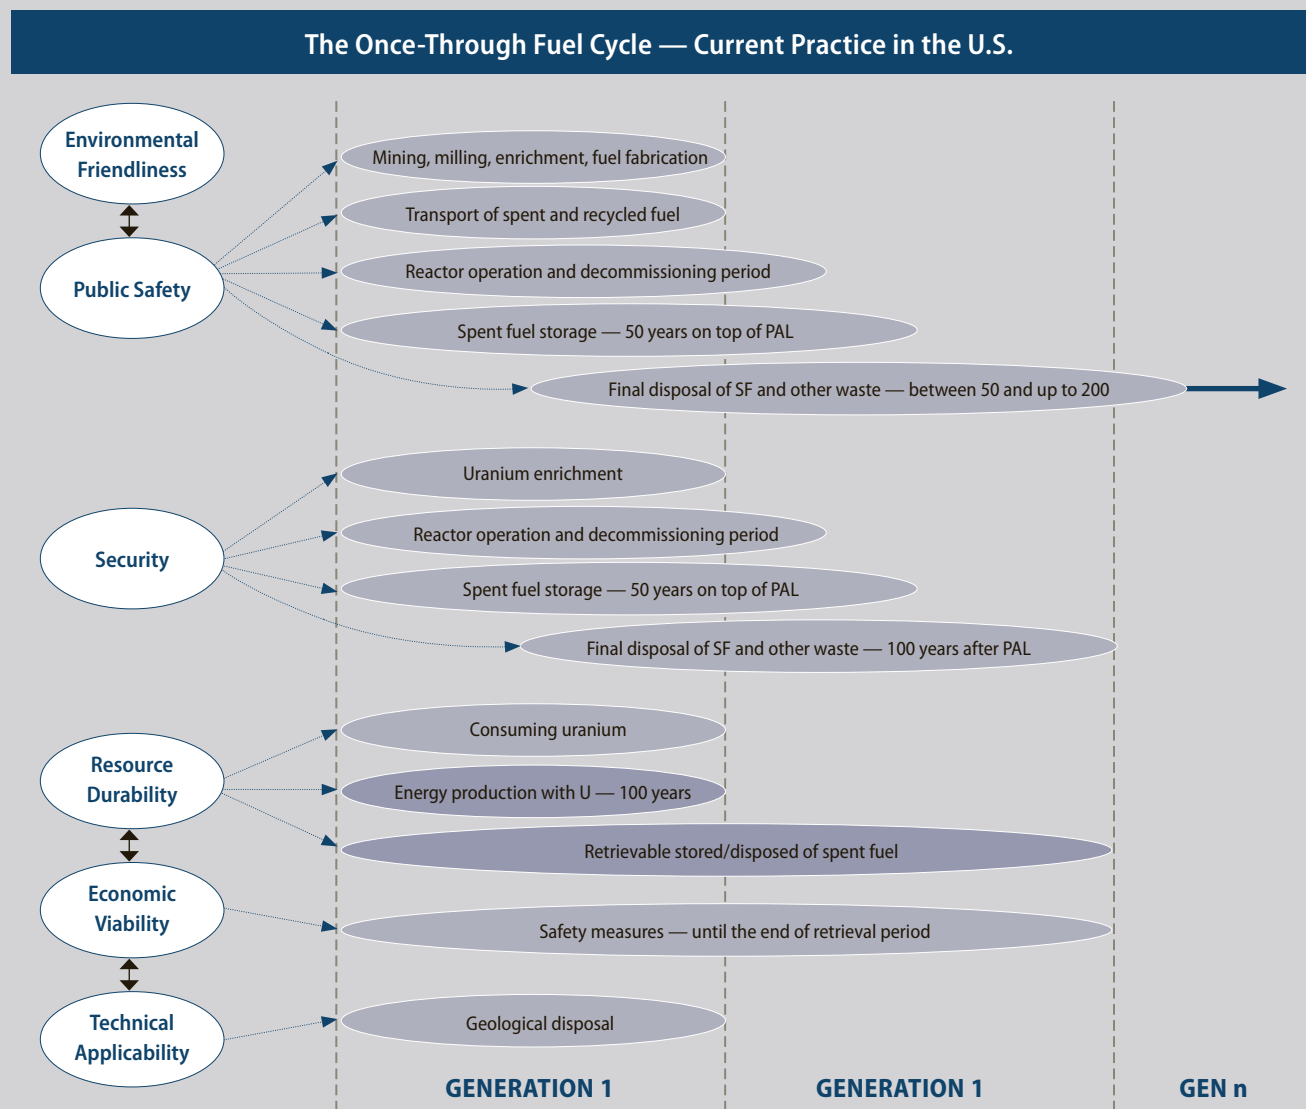 The Once-Through Fuel Cycle — Current Practice in the U.S.
Environmental
Friendliness
Mining, milling, enrichment, fuel fabrication
Transport of spent and recycled fuel
Public Safety
Reactor operation and decommissioning period
Spent fuel storage — 50 years on top of PAL
Final disposal of SF and other waste — between 50 and up to 200
Security
Uranium enrichment
Reactor operation and decommissioning period
Spent fuel storage — 50 years on top of PAL
Final disposal of SF and other waste — 100 years after PAL
Resource
Durability
Consuming uranium
Energy production with U — 100 years
Retrievable stored/disposed of spent fuel
Economic
Viability
Safety measures — until the end of retrieval period
Technical
Applicability
Geological disposal
GENERATION 1
GENERATION 1
GEN n